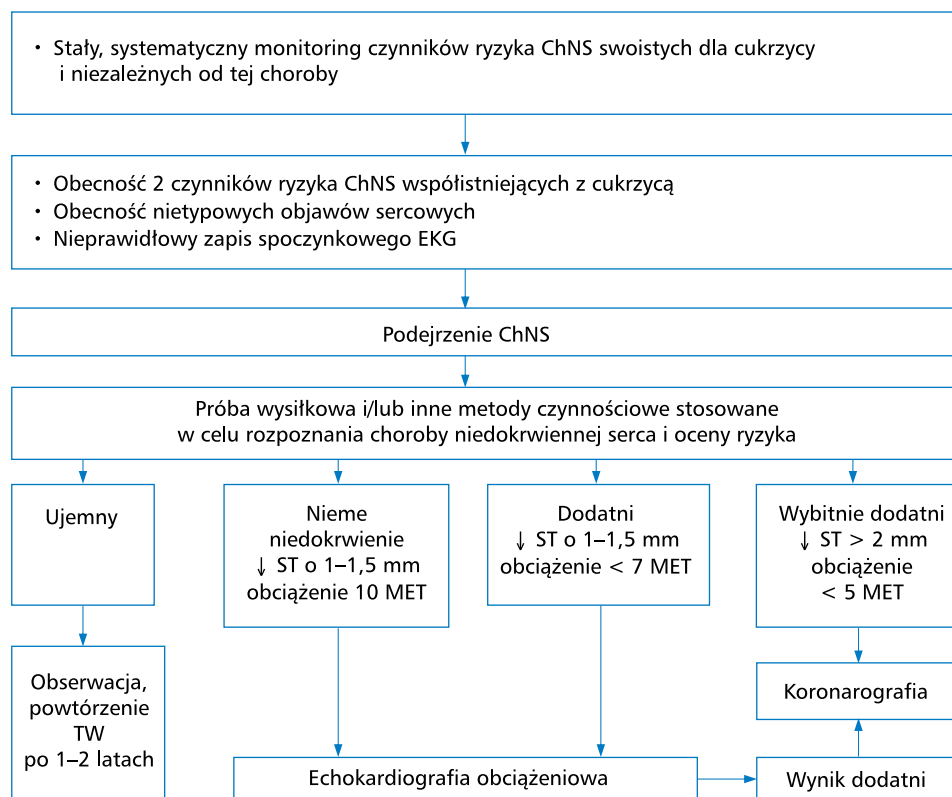 • Stały, systematyczny monitoring czynników ryzyka ChNS swoistych dla cukrzycy
i niezależnych od tej choroby
• Obecność 2 czynników ryzyka ChNS współistniejących z cukrzycą
• Obecność nietypowych objawów sercowych
• Nieprawidłowy zapis spoczynkowego EKG
Podejrzenie ChNS
Próba wysiłkowa i/lub inne metody czynnościowe stosowane
w celu rozpoznania choroby niedokrwiennej serca i oceny ryzyka
Ujemny
Nieme
niedokrwienie
↓ ST o 1–1,5 mm
obciążenie 10 MET
Dodatni
↓ ST o 1–1,5 mm
obciążenie < 7 MET
Wybitnie dodatni
↓ ST > 2 mm
obciążenie
< 5 MET
Obserwacja,
powtórzenie
TW
po 1–2 latach
Koronarografia
Echokardiografia obciążeniowa
Wynik dodatni